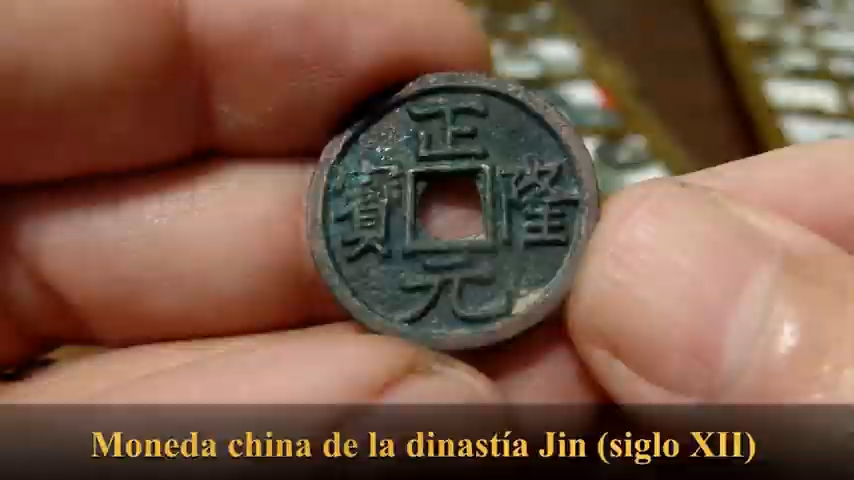 正
寶 隆
元
Moneda china de la dinastía Jin (siglo XII)